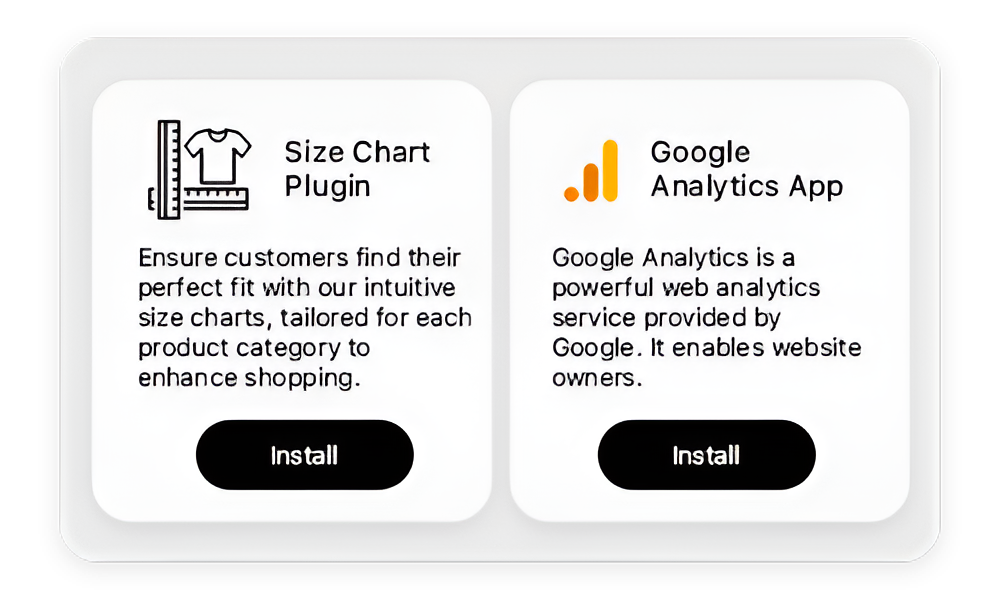 Size Chart
Plugin
Ensure customers find their
perfect fit with our intuitive
size charts, tailored for each
product category to
enhance shopping.
Install
Google
Analytics App
Google Analytics is a
powerful web analytics
service provided by
Google. It enables website
owners.
Install